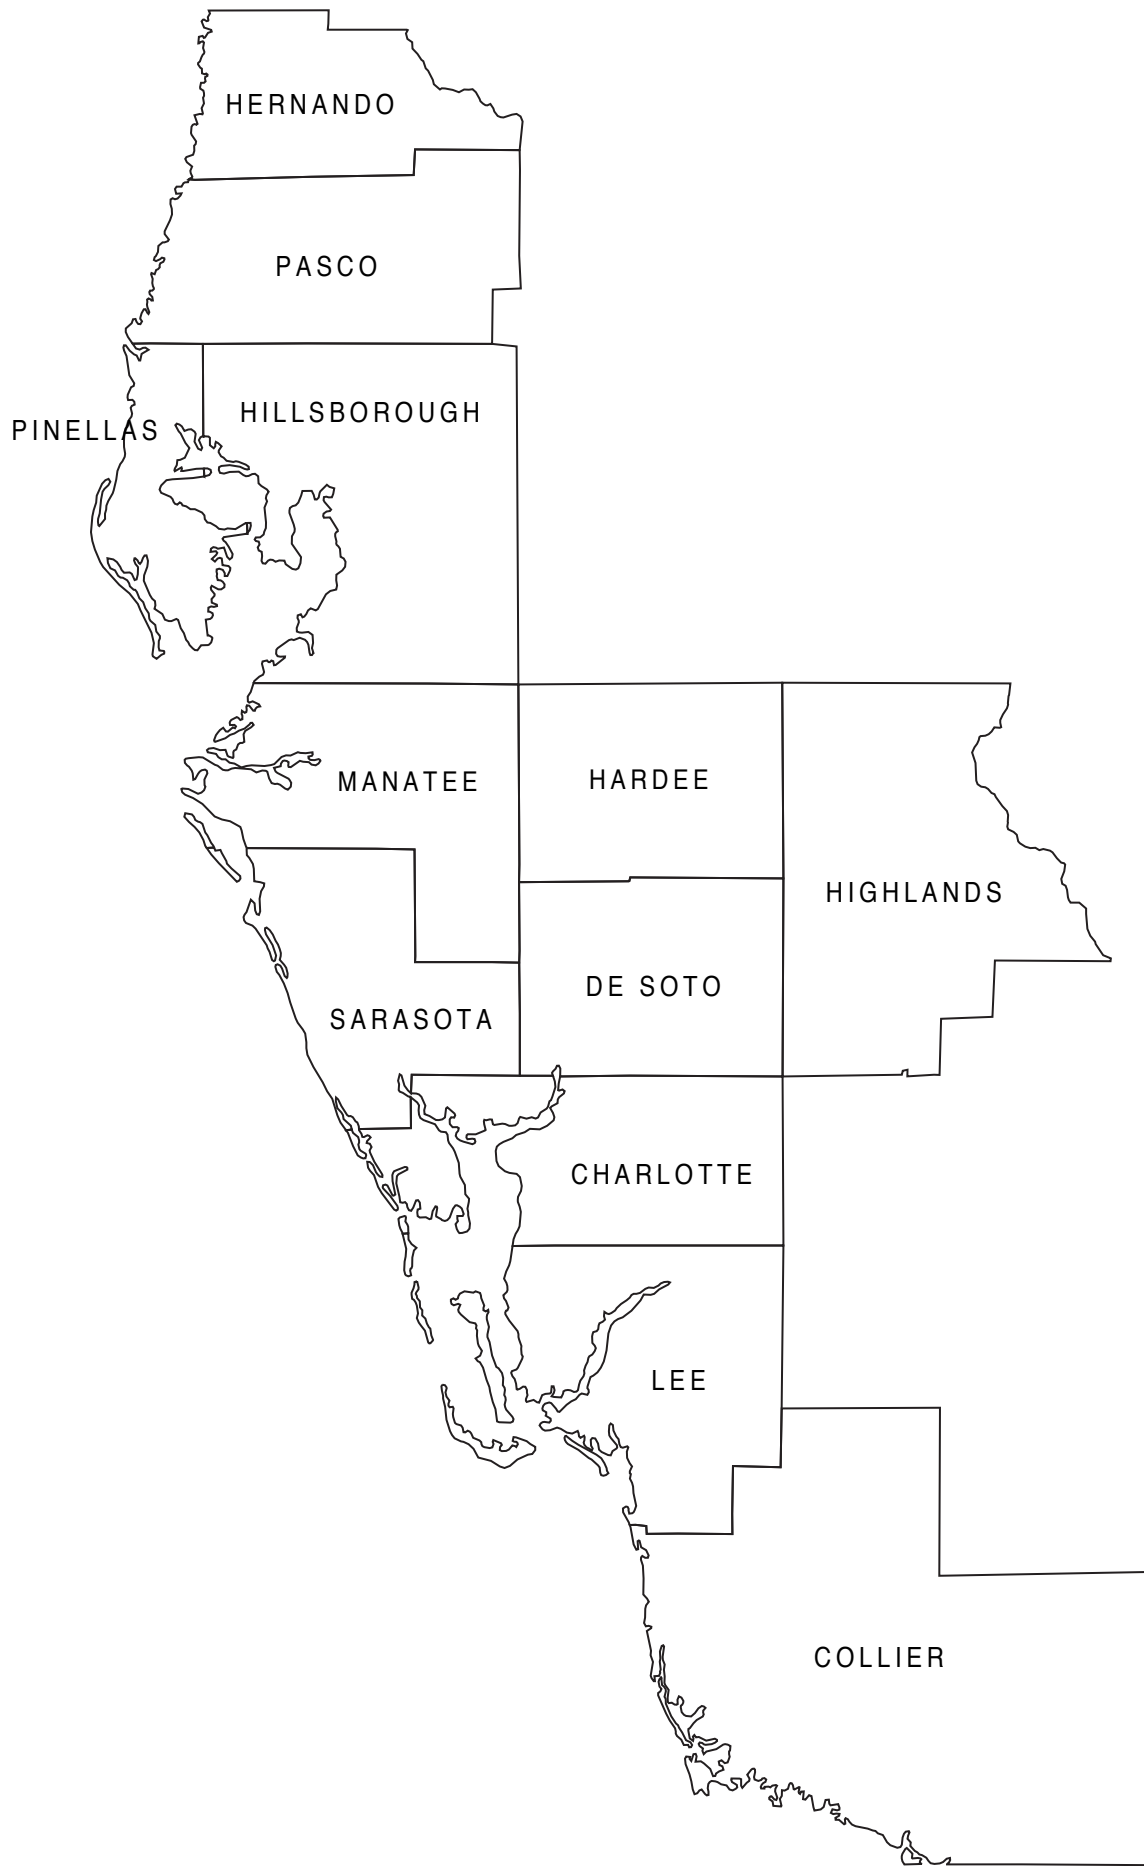 HERNANDO
PASCO
HILLSBOROUGH
PINELLAS
MANATEE
HARDEE
HIGHLANDS
DE SOTO
SARASOTA
CHARLOTTE
LEE
COLLIER